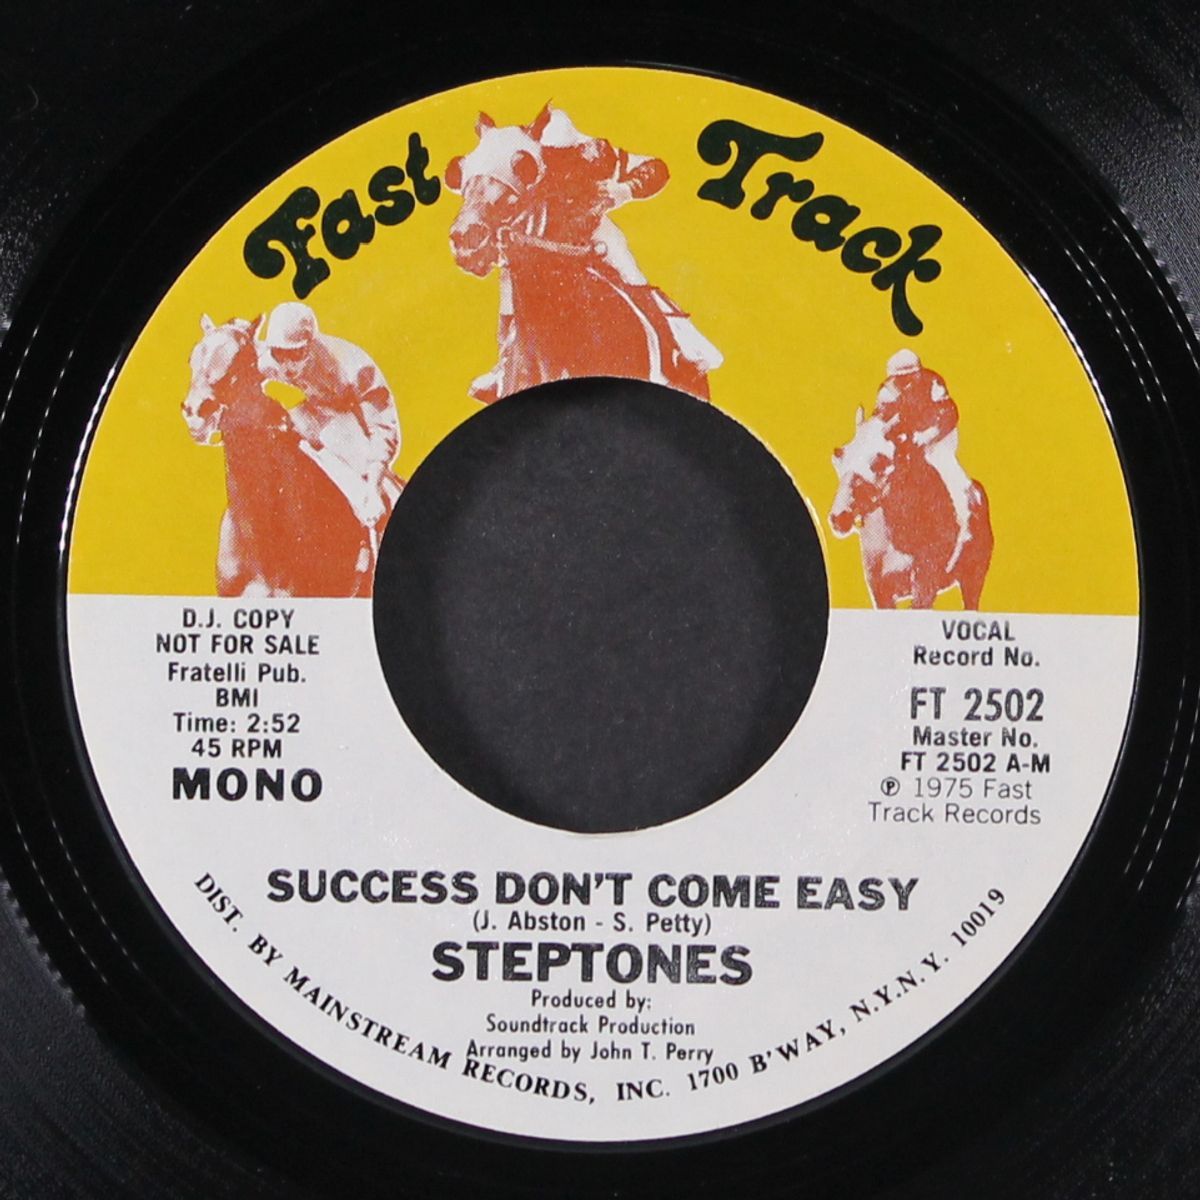 Fast Track
D.J. COPY
NOT FOR SALE
Fratelli Pub.
BMI
Time: 2:52
45 RPM
MONO
VOCAL
Record No.
FT 2502
Master No.
FT 2502 A-M
℗ 1975 Fast
Track Records
SUCCESS DON'T COME EASY
(J. Abston - S. Petty)
STEPTONES
Produced by:
Soundtrack Production
Arranged by John T. Perry
DIST. BY MAINSTREAM RECORDS, INC. 1700 B'WAY, N.Y.N.Y. 10019